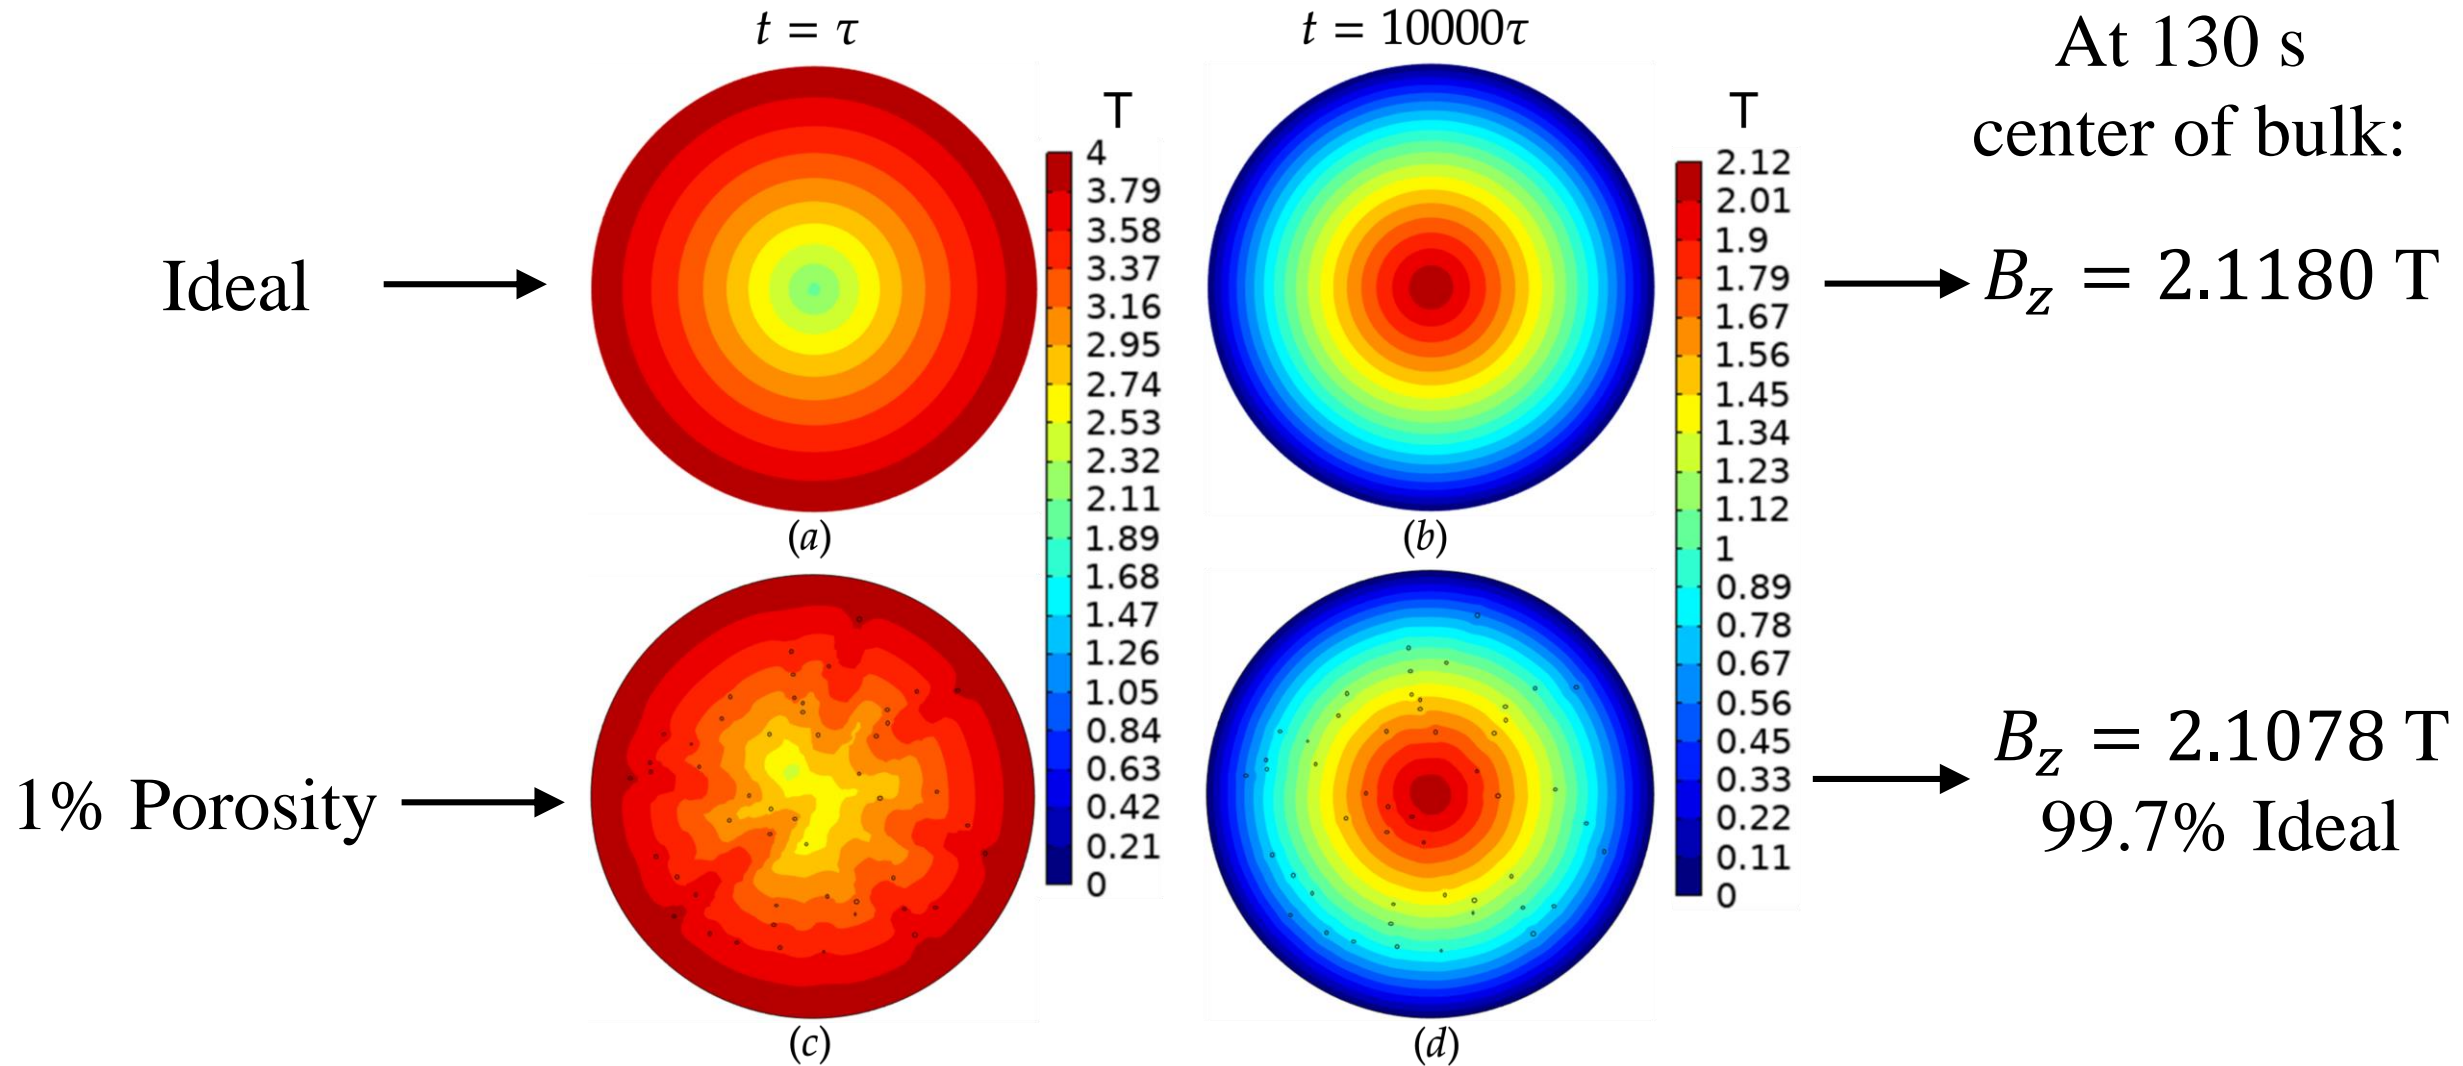 t = τ
t = 10000τ
At 130 s
center of bulk:
T
4
3.79
3.58
3.37
3.16
2.95
2.74
2.53
2.32
2.11
1.89
1.68
1.47
1.26
1.05
0.84
0.63
0.42
0.21
0
T
2.12
2.01
1.9
1.79
1.67
1.56
1.45
1.34
1.23
1.12
1
0.89
0.78
0.67
0.56
0.45
0.33
0.22
0.11
0
Ideal
B_z = 2.1180 T
(a)
(b)
1% Porosity
B_z = 2.1078 T
99.7% Ideal
(c)
(d)